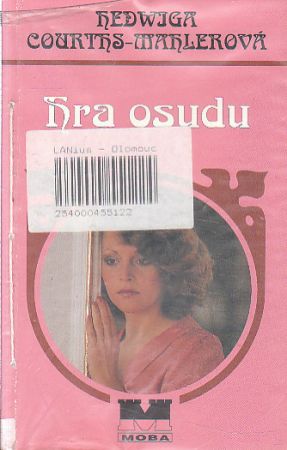 HEDWIGA
COURTHS-MAHLEROVÁ
hra osudu
LANius - Olomouc
254000455122
MOBA